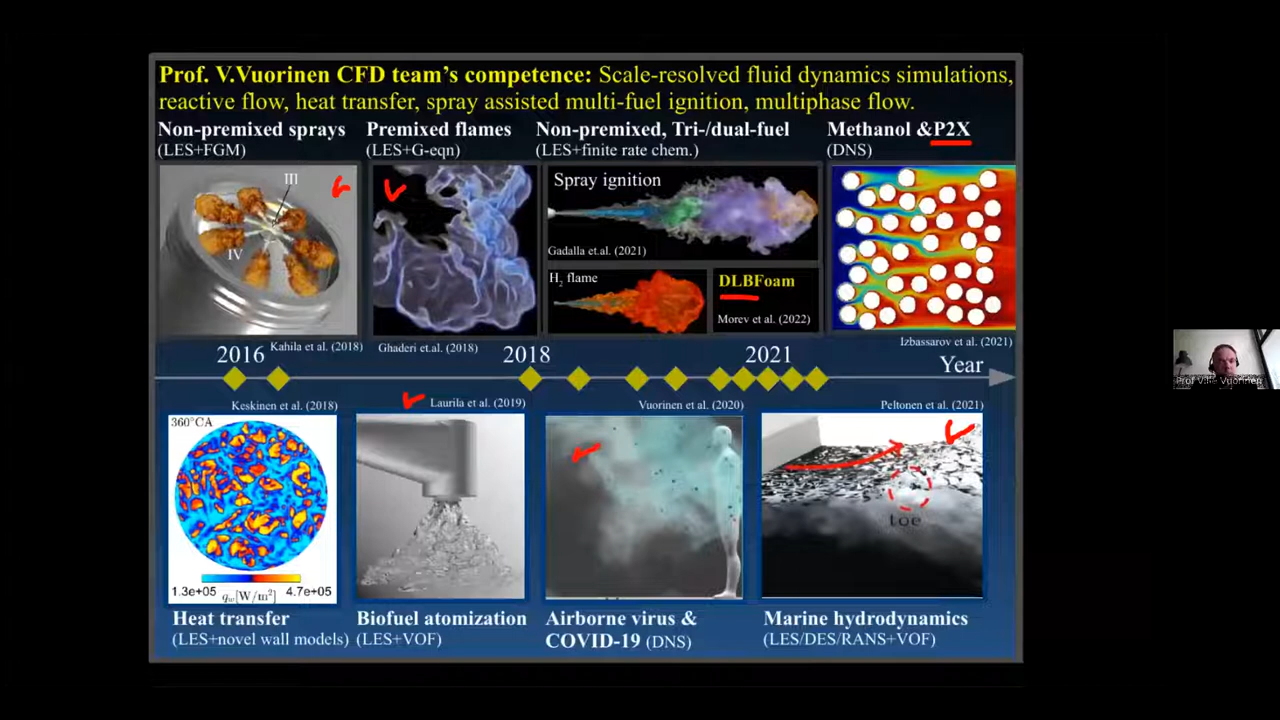 Prof. V.Vuorinen CFD team's competence: Scale-resolved fluid dynamics simulations,
reactive flow, heat transfer, spray assisted multi-fuel ignition, multiphase flow.
Non-premixed sprays
(LES+FGM)
Premixed flames
(LES+G-eqn)
Non-premixed, Tri-/dual-fuel
(LES+finite rate chem.)
Methanol &P2X
(DNS)
III
IV
Spray ignition
Gadalla et.al. (2021)
H2 flame
DLBFoam
Morev et al. (2022)
Kahila et al. (2018)
Ghaderi et.al. (2018)
Izbassarov et al. (2021)
2016
2018
2021
Year
Keskinen et al. (2018)
Laurila et al. (2019)
Vuorinen et al. (2020)
Peltonen et al. (2021)
360°CA
1.3e+05
qw[W/m²]
4.7e+05
toe
Heat transfer
(LES+novel wall models)
Biofuel atomization
(LES+VOF)
Airborne virus &
COVID-19 (DNS)
Marine hydrodynamics
(LES/DES/RANS+VOF)
Prof Ville Vuorinen